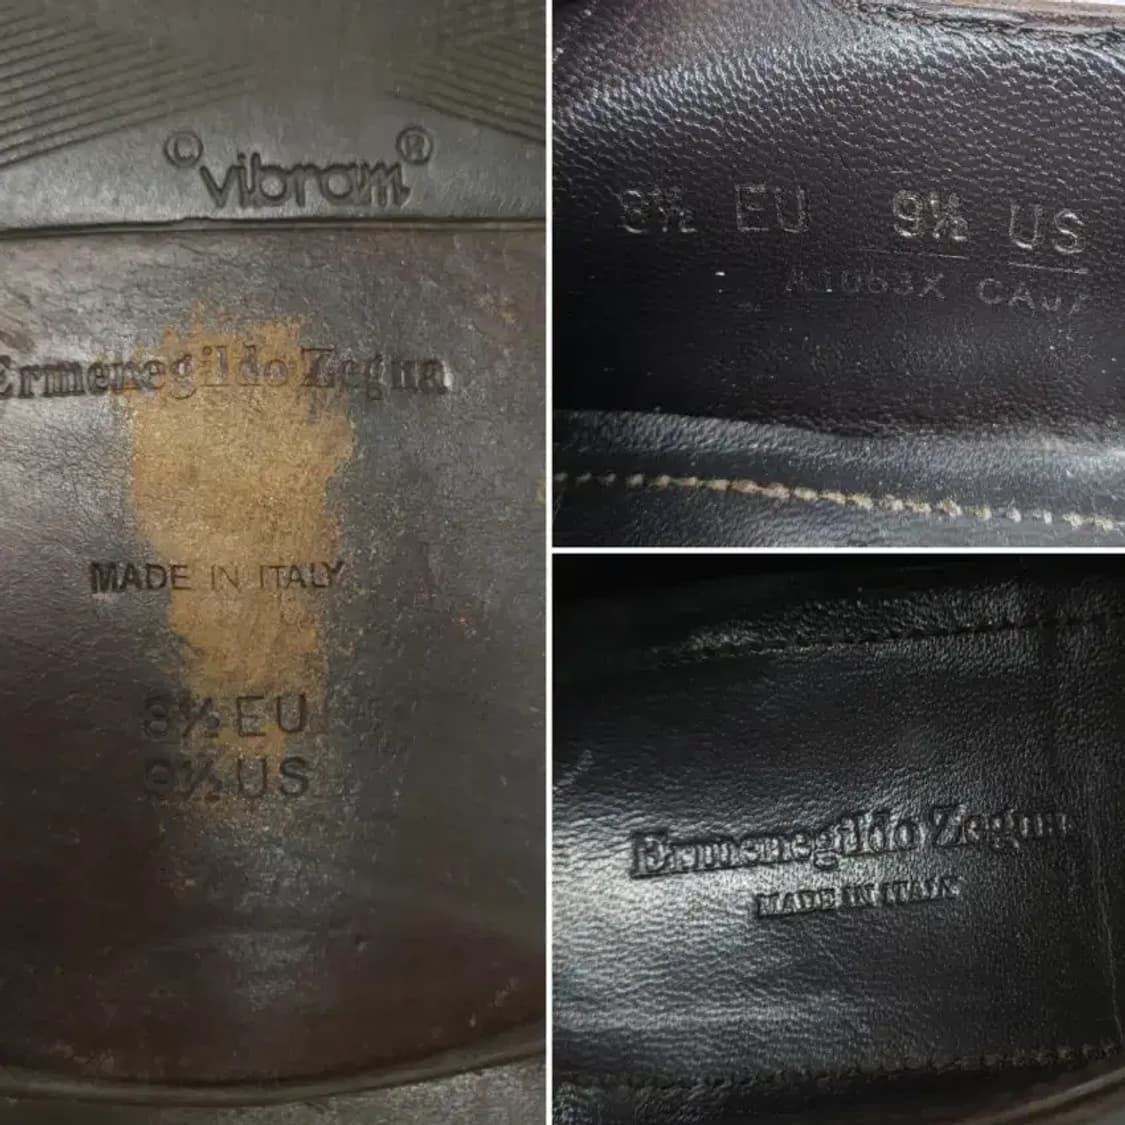 © vibram ®
Ermenegildo Zegna
MADE IN ITALY
8½ EU
9½ US
8½ EU 9½ US
A1063X
Ermenegildo Zegna
MADE IN ITALY